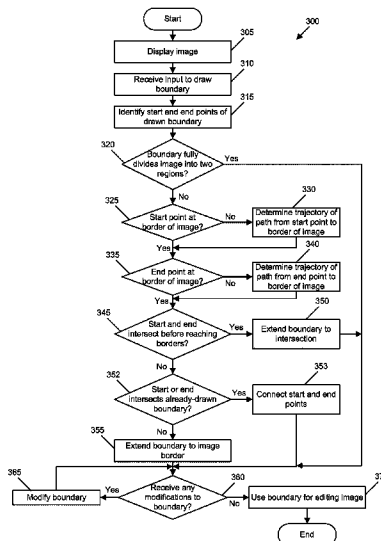 300
Start
305
Display image
310
Receive input to draw
boundary
315
Identify start end end points of
drawn boundary
320
Boundary fully
divides image into two
regions?
Yes
No
325
Start point at
border of image?
No
330
Determine trajectory of
path from start point to
border of image
Yes
335
End point at
border of image?
No
340
Determine trajectory of
path from end point to
border of image
Yes
345
Start and end
intersect before reaching
borders?
Yes
350
Extend boundary to
intersection
No
352
Start or end
intersects already-drawn
boundary?
Yes
353
Connect start and end
points
No
355
Extend boundary to image
border
365
Modify boundary
Yes
360
Receive any
modifications to
boundary?
No
Use boundary for editing image
End